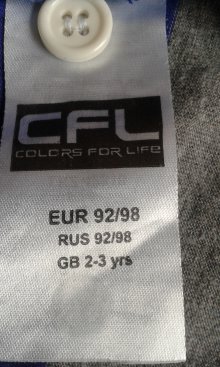 CFL
COLORS FOR LIFE
EUR 92/98
RUS 92/98
GB 2-3 yrs